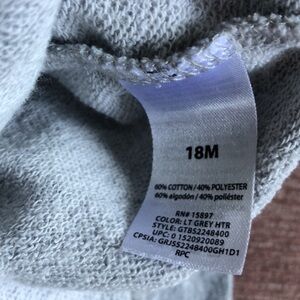 18M
60% COTTON / 40% POLYESTER
60% algodón / 40% poliéster
RN# 15897
COLOR: LT GREY HTR
STYLE: GT852248400
UPC: 0 1520920089
CPSIA: GRJS52248400GH1D1
RPC